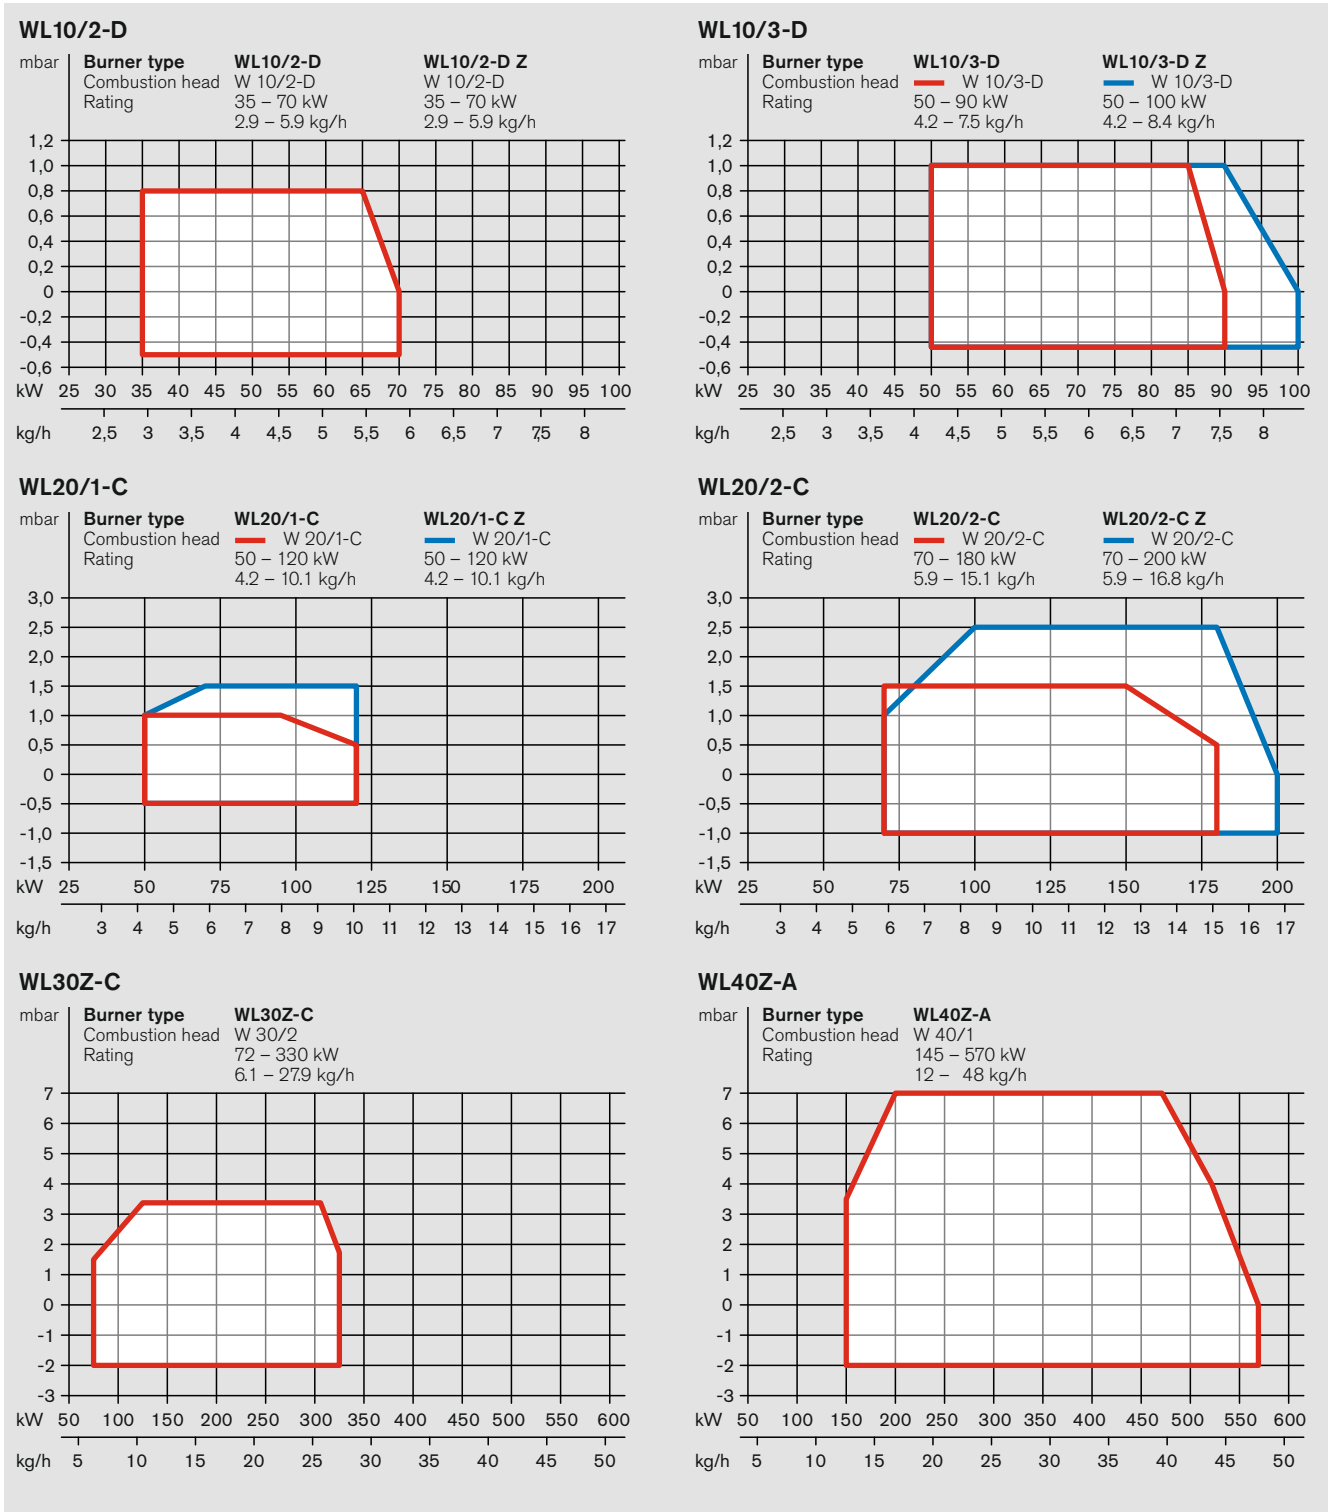 WL10/2-D
mbar Burner type WL10/2-D WL10/2-D Z
Combustion head W 10/2-D W 10/2-D
Rating 35 – 70 kW 35 – 70 kW
2.9 – 5.9 kg/h 2.9 – 5.9 kg/h
1,2
1,0
0,8
0,6
0,4
0,2
0
-0,2
-0,4
-0,6
kW 25 30 35 40 45 50 55 60 65 70 75 80 85 90 95 100
kg/h 2,5 3 3,5 4 4,5 5 5,5 6 6,5 7 7,5 8
WL10/3-D
mbar Burner type WL10/3-D WL10/3-D Z
Combustion head W 10/3-D W 10/3-D
Rating 50 – 90 kW 50 – 100 kW
4.2 – 7.5 kg/h 4.2 – 8.4 kg/h
1,2
1,0
0,8
0,6
0,4
0,2
0
-0,2
-0,4
-0,6
kW 25 30 35 40 45 50 55 60 65 70 75 80 85 90 95 100
kg/h 2,5 3 3,5 4 4,5 5 5,5 6 6,5 7 7,5 8
WL20/1-C
mbar Burner type WL20/1-C WL20/1-C Z
Combustion head W 20/1-C W 20/1-C
Rating 50 – 120 kW 50 – 120 kW
4.2 – 10.1 kg/h 4.2 – 10.1 kg/h
3,0
2,5
2,0
1,5
1,0
0,5
0
-0,5
-1,0
-1,5
kW 25 50 75 100 125 150 175 200
kg/h 3 4 5 6 7 8 9 10 11 12 13 14 15 16 17
WL20/2-C
mbar Burner type WL20/2-C WL20/2-C Z
Combustion head W 20/2-C W 20/2-C
Rating 70 – 180 kW 70 – 200 kW
5.9 – 15.1 kg/h 5.9 – 16.8 kg/h
3,0
2,5
2,0
1,5
1,0
0,5
0
-0,5
-1,0
-1,5
kW 25 50 75 100 125 150 175 200
kg/h 3 4 5 6 7 8 9 10 11 12 13 14 15 16 17
WL30Z-C
mbar Burner type WL30Z-C
Combustion head W 30/2
Rating 72 – 330 kW
6.1 – 27.9 kg/h
7
6
5
4
3
2
1
0
-1
-2
-3
kW 50 100 150 200 250 300 350 400 450 500 550 600
kg/h 5 10 15 20 25 30 35 40 45 50
WL40Z-A
mbar Burner type WL40Z-A
Combustion head W 40/1
Rating 145 – 570 kW
12 – 48 kg/h
7
6
5
4
3
2
1
0
-1
-2
-3
kW 50 100 150 200 250 300 350 400 450 500 550 600
kg/h 5 10 15 20 25 30 35 40 45 50